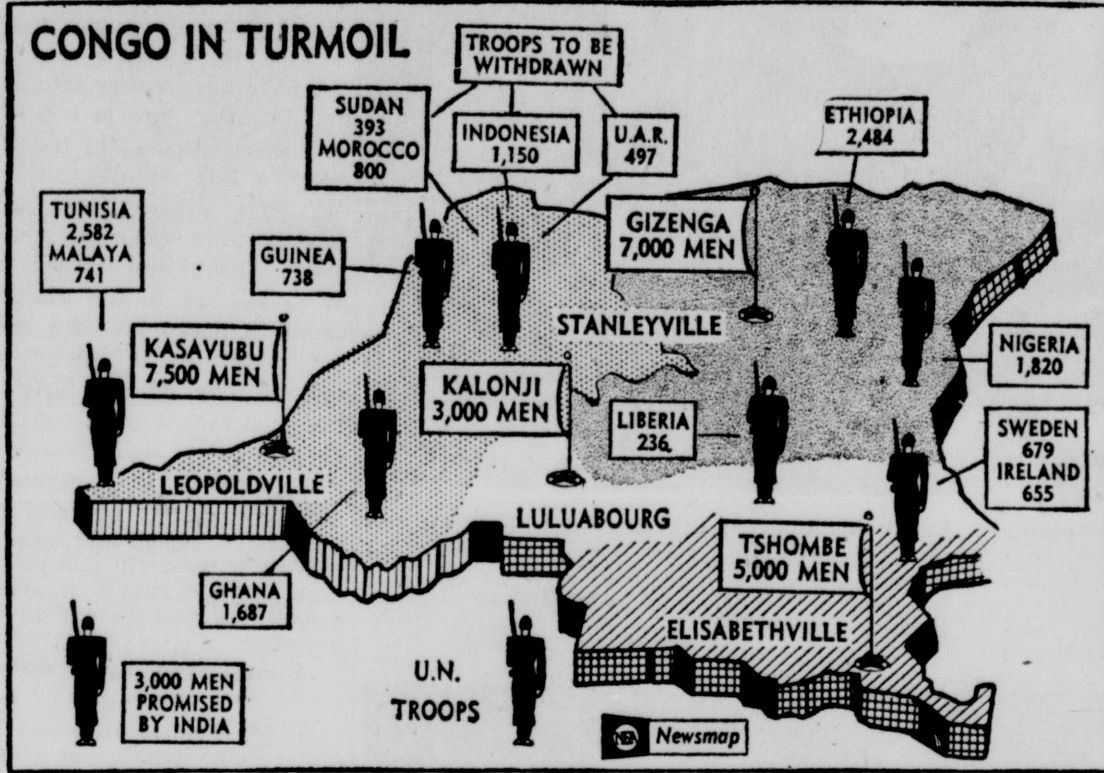 CONGO IN TURMOIL
TROOPS TO BE
WITHDRAWN
SUDAN
393
MOROCCO
800
INDONESIA
1,150
U.A.R.
497
ETHIOPIA
2,484
TUNISIA
2,582
MALAYA
741
GUINEA
738
GIZENGA
7,000 MEN
KASAVUBU
7,500 MEN
STANLEYVILLE
NIGERIA
1,820
KALONJI
3,000 MEN
LIBERIA
236
SWEDEN
679
IRELAND
655
LEOPOLDVILLE
LULUABOURG
TSHOMBE
5,000 MEN
GHANA
1,687
ELISABETHVILLE
3,000 MEN
PROMISED
BY INDIA
U.N.
TROOPS
NEA Newsmap